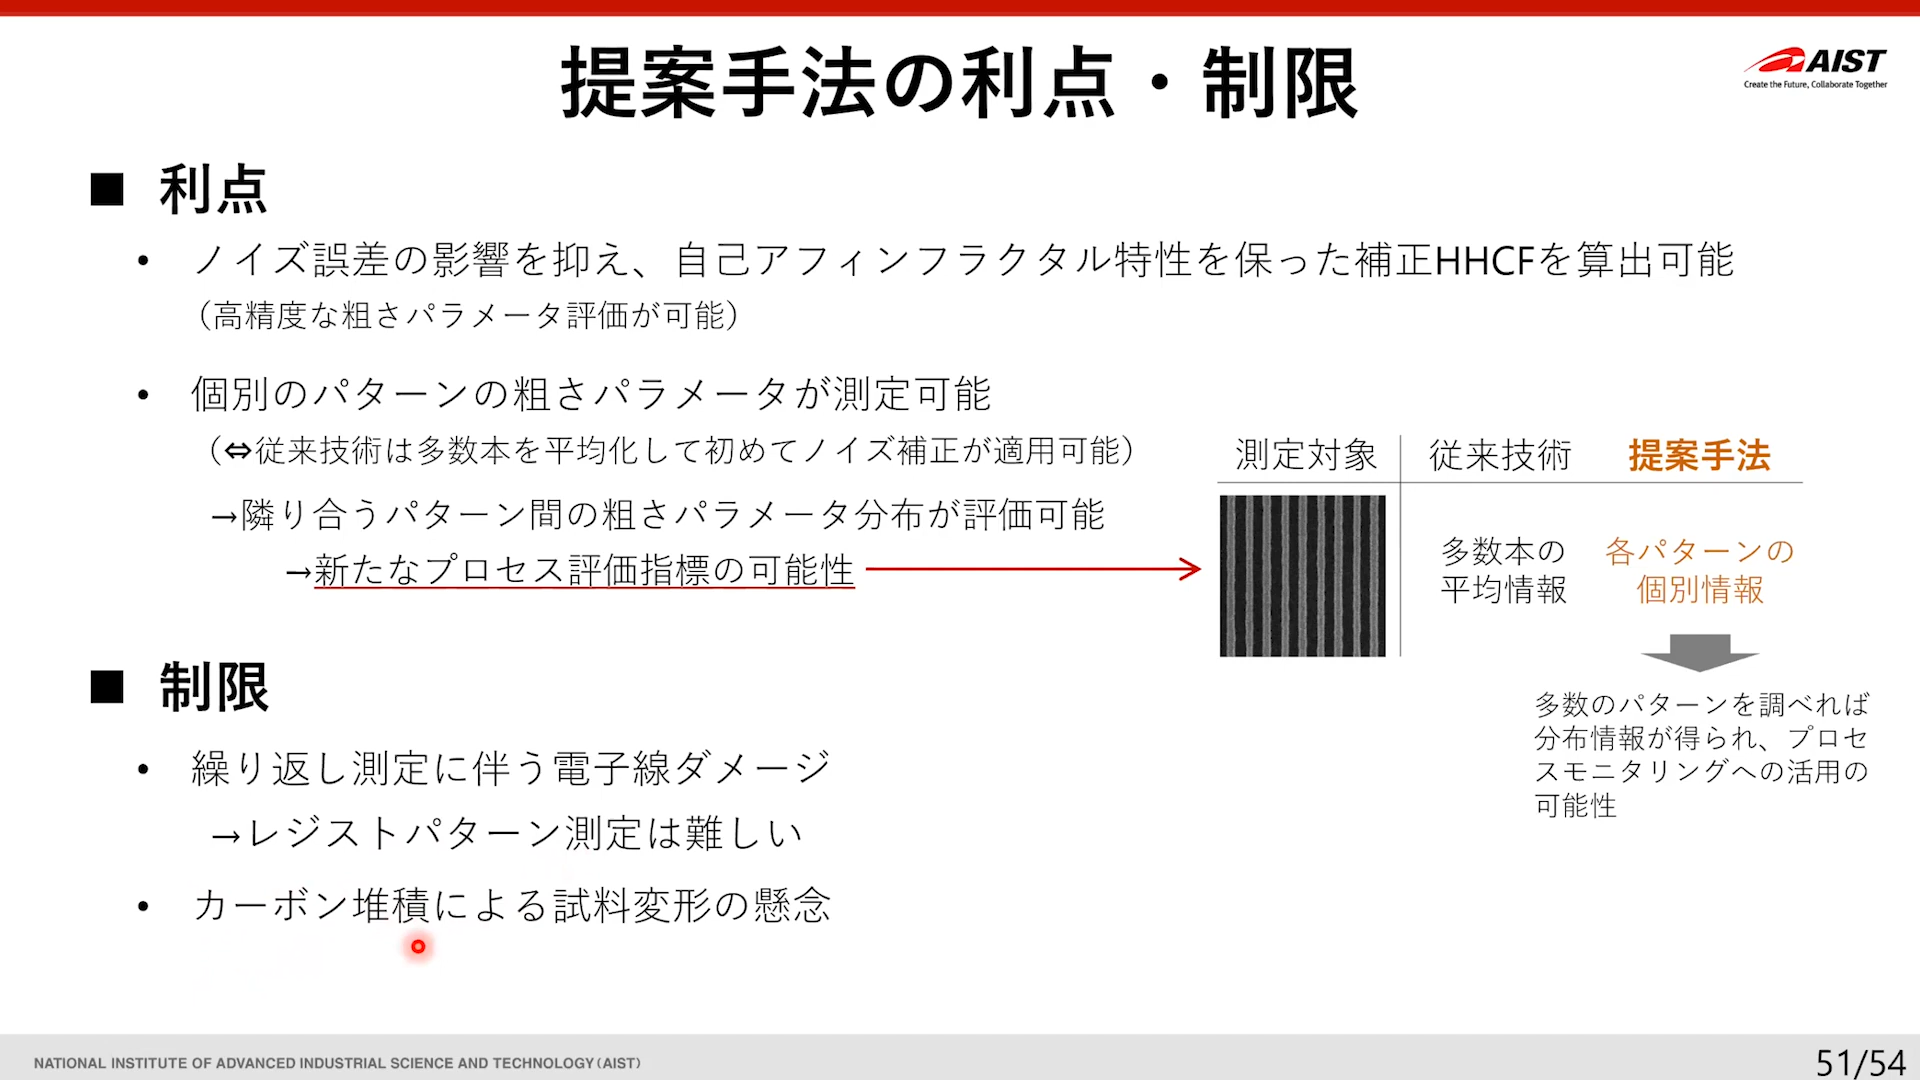 提案手法の利点・制限
AIST
Create the Future, Collaborate Together
■ 利点
• ノイズ誤差の影響を抑え、自己アフィンフラクタル特性を保った補正HHCFを算出可能
（高精度な粗さパラメータ評価が可能）
• 個別のパターンの粗さパラメータが測定可能
（⇔従来技術は多数本を平均化して初めてノイズ補正が適用可能）
→隣り合うパターン間の粗さパラメータ分布が評価可能
→新たなプロセス評価指標の可能性
測定対象 従来技術 提案手法
多数本の
平均情報
各パターンの
個別情報
多数のパターンを調べれば
分布情報が得られ、プロセ
スモニタリングへの活用の
可能性
■ 制限
• 繰り返し測定に伴う電子線ダメージ
→レジストパターン測定は難しい
• カーボン堆積による試料変形の懸念
NATIONAL INSTITUTE OF ADVANCED INDUSTRIAL SCIENCE AND TECHNOLOGY (AIST)
51/54